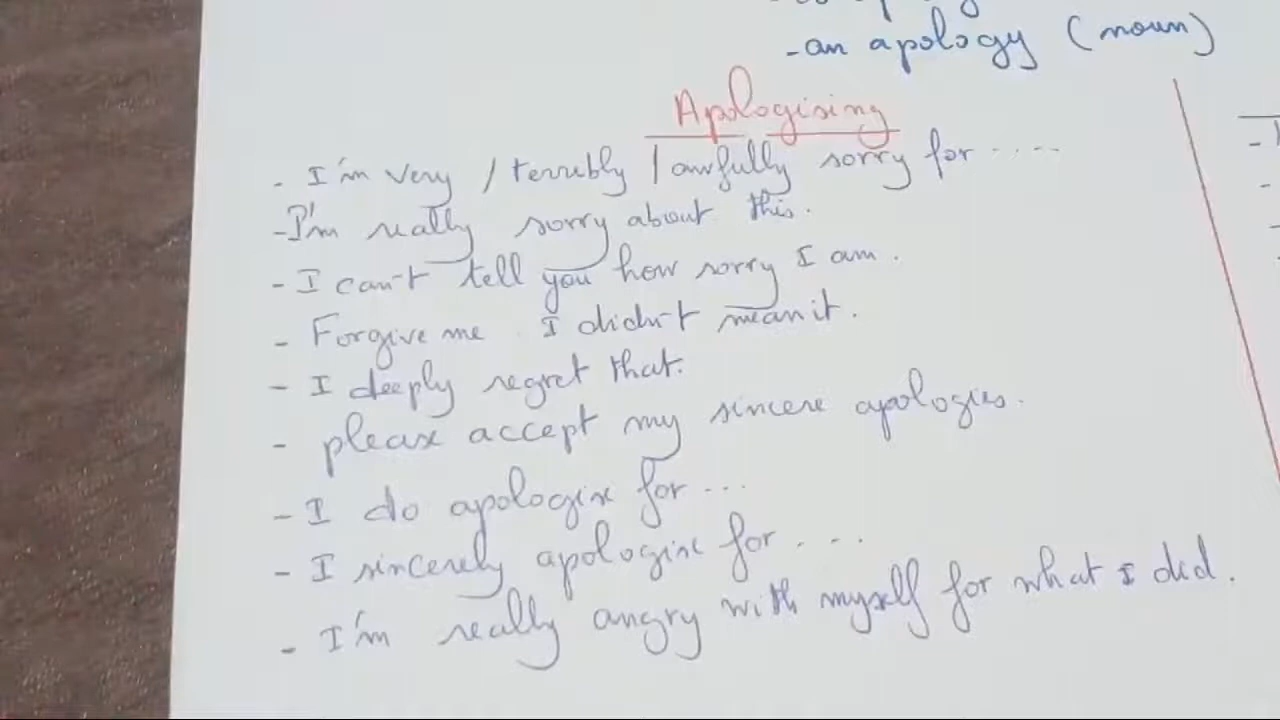 -an apology (noun)
Apologising
- I'm very / terribly / awfully sorry for .....
- I'm really sorry about this.
- I can't tell you how sorry I am.
- Forgive me. I didn't mean it.
- I deeply regret that.
- please accept my sincere apologies.
- I do apologise for ...
- I sincerely apologise for ....
- I'm really angry with myself for what I did.